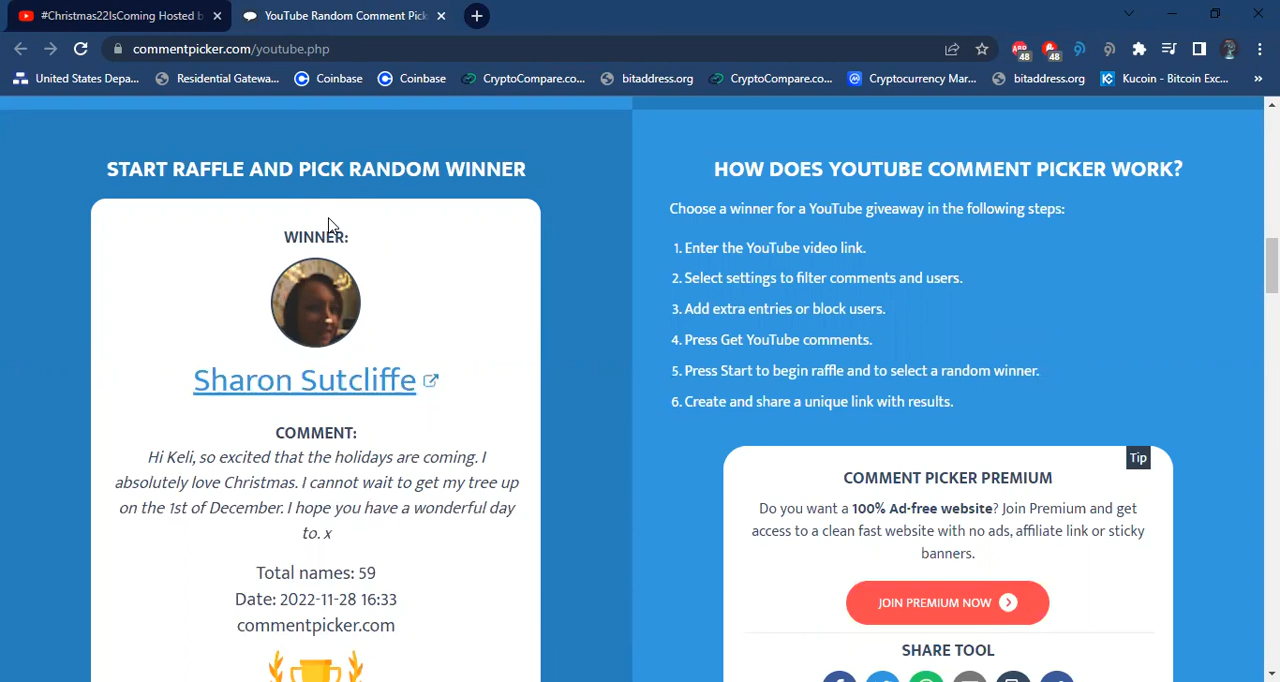 #Christmas22IsComing Hosted b
YouTube Random Comment Pick
commentpicker.com/youtube.php
48
48
United States Depa...
Residential Gatewa...
Coinbase
Coinbase
CryptoCompare.co...
bitaddress.org
CryptoCompare.co...
Cryptocurrency Mar...
bitaddress.org
Kucoin - Bitcoin Exc...
»
START RAFFLE AND PICK RANDOM WINNER
WINNER:
Sharon Sutcliffe
COMMENT:
Hi Keli, so excited that the holidays are coming. I
absolutely love Christmas. I cannot wait to get my tree up
on the 1st of December. I hope you have a wonderful day
to. x
Total names: 59
Date: 2022-11-28 16:33
commentpicker.com
HOW DOES YOUTUBE COMMENT PICKER WORK?
Choose a winner for a YouTube giveaway in the following steps:
1. Enter the YouTube video link.
2. Select settings to filter comments and users.
3. Add extra entries or block users.
4. Press Get YouTube comments.
5. Press Start to begin raffle and to select a random winner.
6. Create and share a unique link with results.
Tip
COMMENT PICKER PREMIUM
Do you want a 100% Ad-free website? Join Premium and get
access to a clean fast website with no ads, affiliate link or sticky
banners.
JOIN PREMIUM NOW
SHARE TOOL